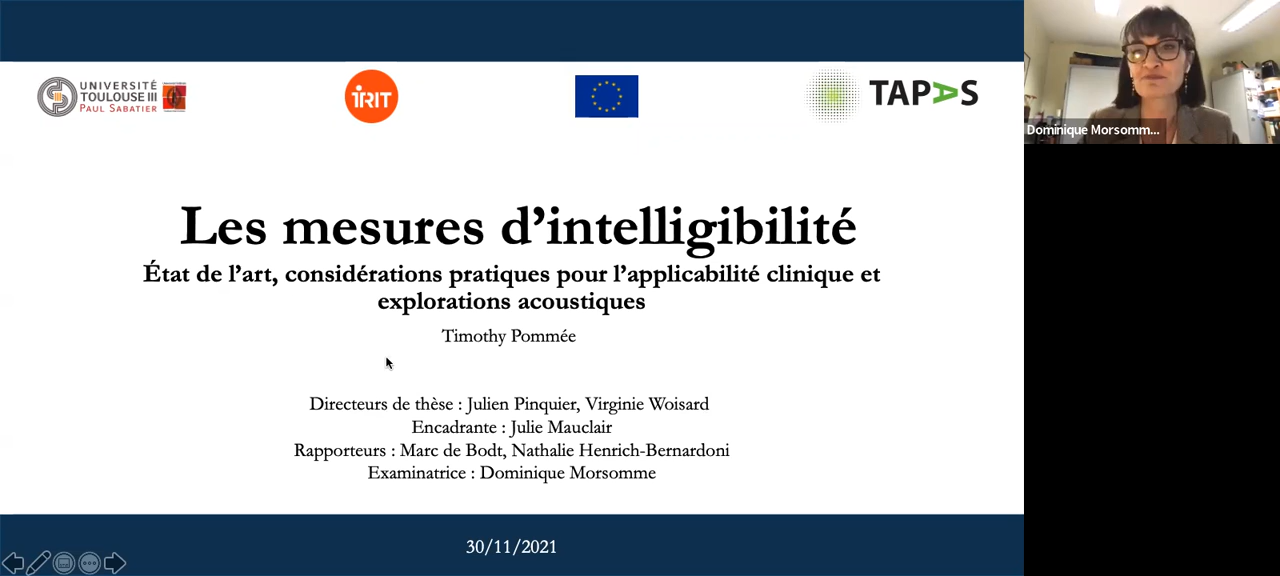 UNIVERSITÉ
TOULOUSE III
PAUL SABATIER
iRIT
TAPAS
Dominique Morsomm...
Les mesures d’intelligibilité
État de l’art, considérations pratiques pour l’applicabilité clinique et
explorations acoustiques
Timothy Pommée
Directeurs de thèse : Julien Pinquier, Virginie Woisard
Encadrante : Julie Mauclair
Rapporteurs : Marc de Bodt, Nathalie Henrich-Bernardoni
Examinatrice : Dominique Morsomme
30/11/2021